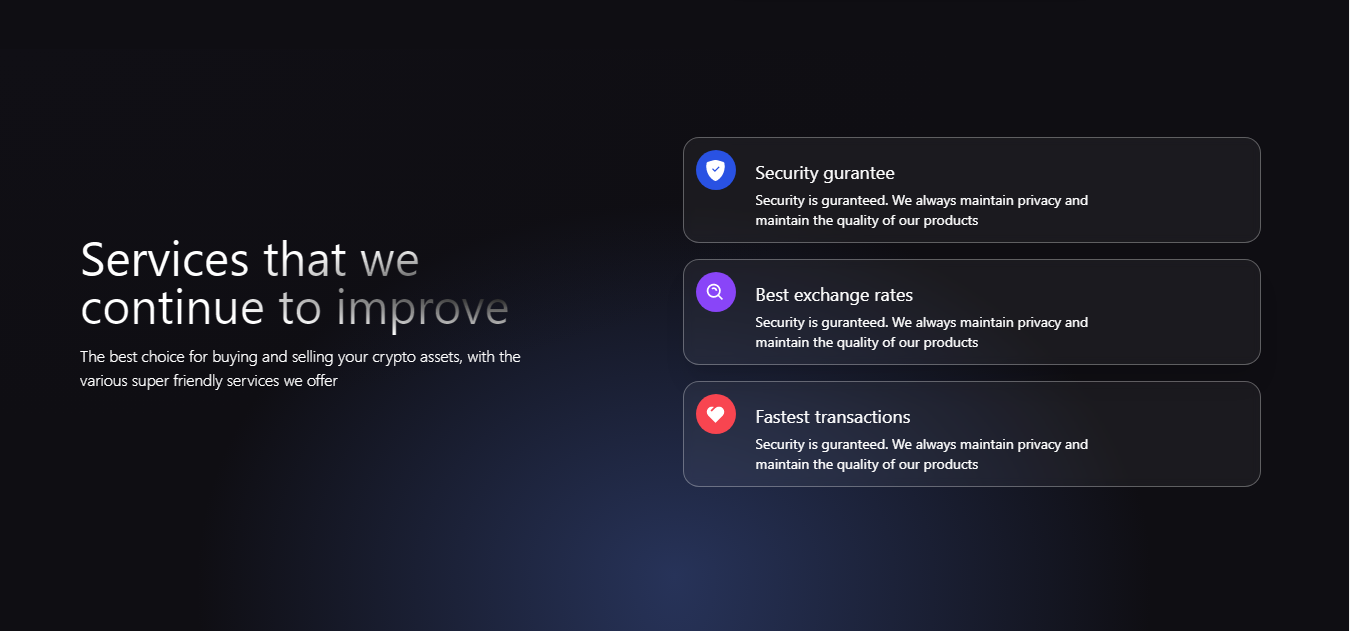 Services that we
continue to improve
The best choice for buying and selling your crypto assets, with the
various super friendly services we offer
Security gurantee
Security is guranteed. We always maintain privacy and
maintain the quality of our products
Best exchange rates
Security is guranteed. We always maintain privacy and
maintain the quality of our products
Fastest transactions
Security is guranteed. We always maintain privacy and
maintain the quality of our products